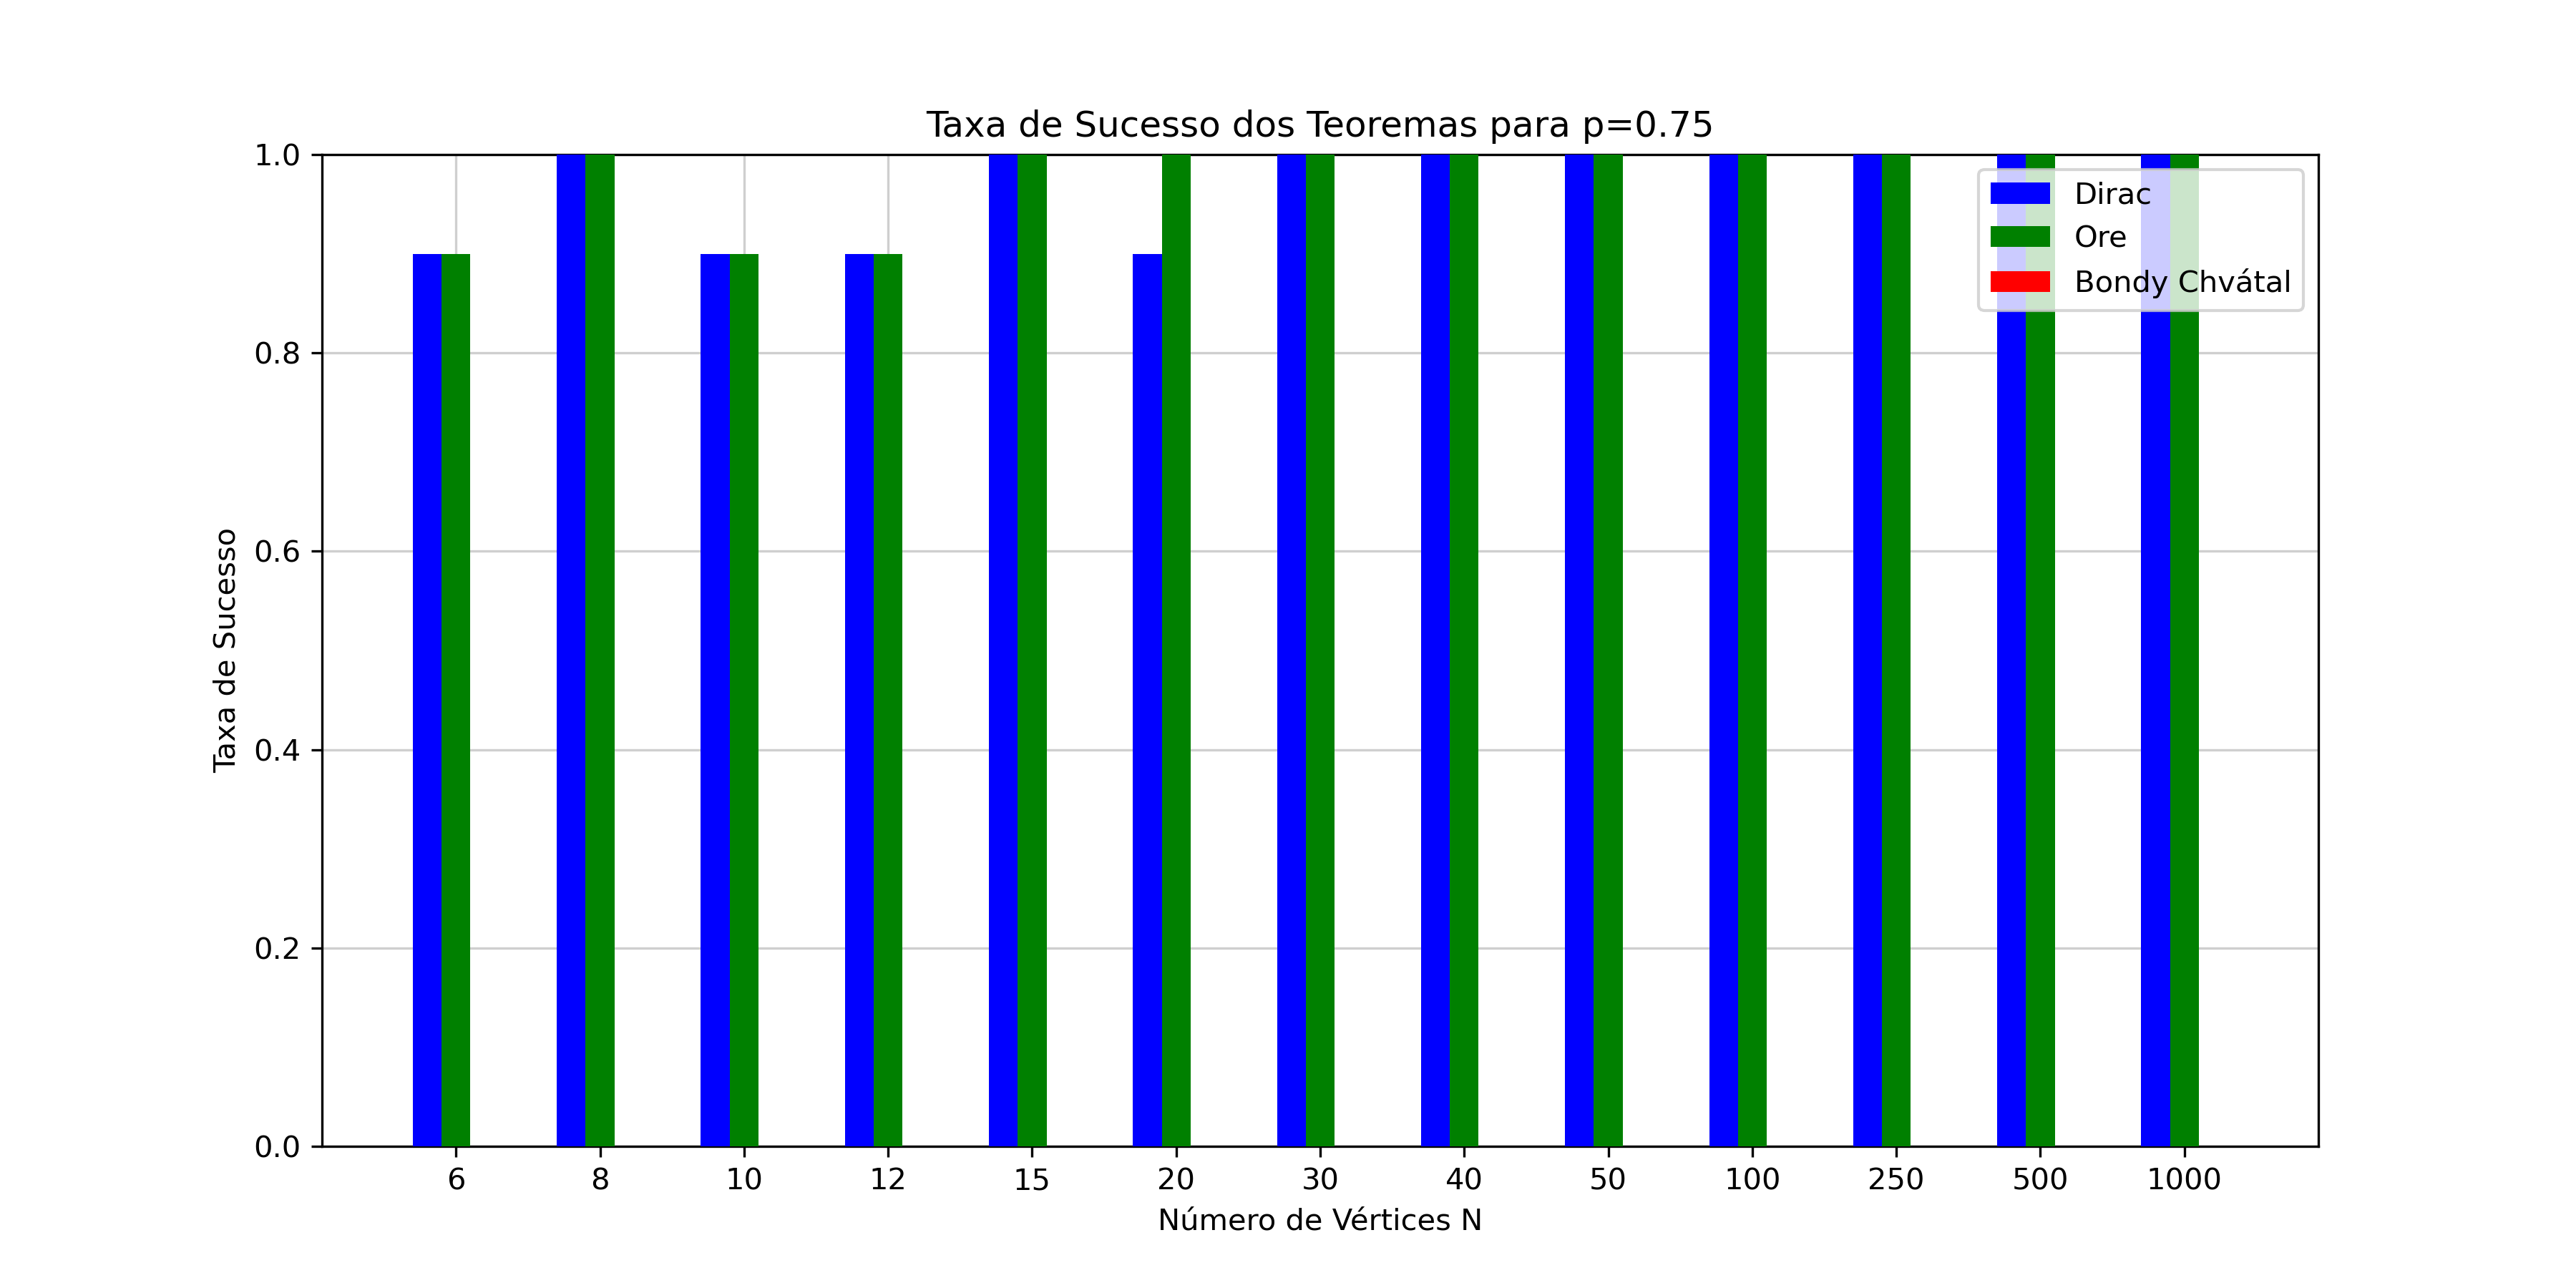 Taxa de Sucesso dos Teoremas para p=0.75
1.0
0.8
0.6
0.4
0.2
0.0
Taxa de Sucesso
Dirac
Ore
Bondy Chvátal
6 8 10 12 15 20 30 40 50 100 250 500 1000
Número de Vértices N